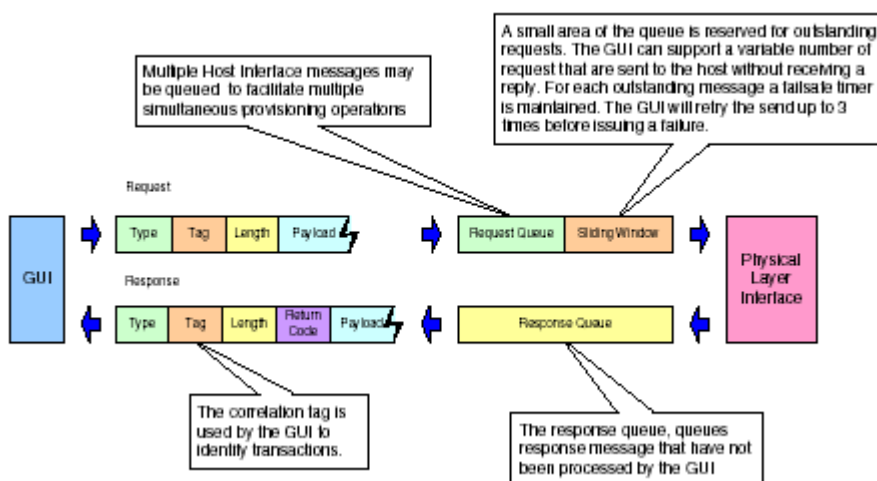 A small area of the queue is reserved for outstanding
requests. The GUI can support a variable number of
request that are sent to the host without receiving a
reply. For each outstanding message a failsafe timer
is maintained. The GUI will retry the send up to 3
times before issuing a failure.
Multiple Host Interface messages may
be queued to facilitate multiple
simultaneous provisioning operations
Request
GUI
Type
Tag
Length
Payload
Request Queue
Sliding Window
Physical
Layer
Interface
Response
Type
Tag
Length
Return
Code
Payload
Response Queue
The correlation tag is
used by the GUI to
identify transactions.
The response queue, queues
response message that have not
been processed by the GUI